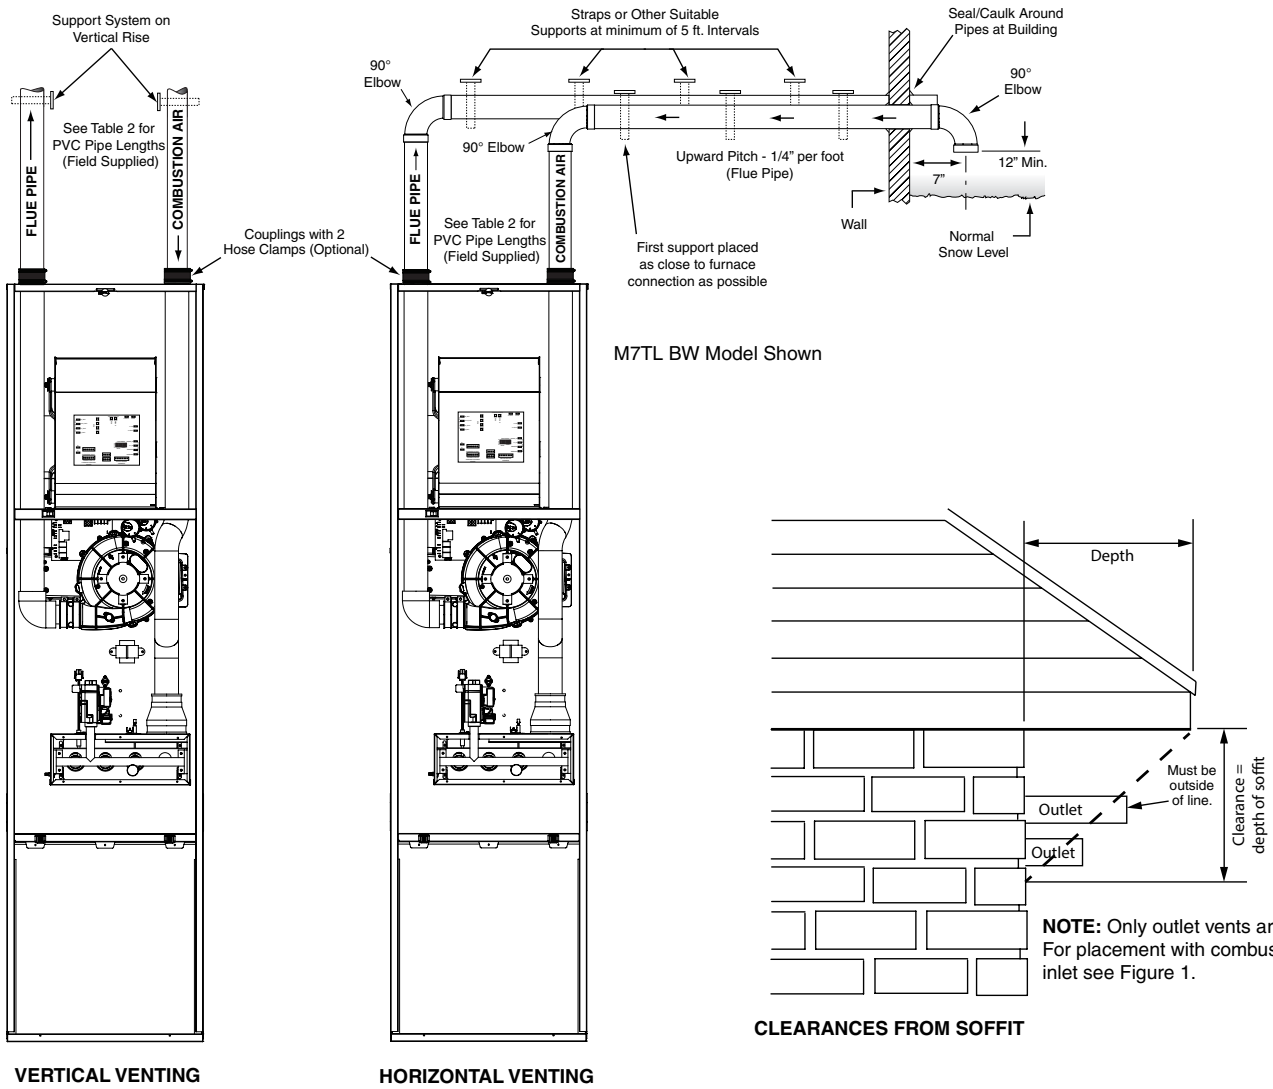 Support System on
Vertical Rise
See Table 2 for
PVC Pipe Lengths
(Field Supplied)
FLUE PIPE
COMBUSTION AIR
Couplings with 2
Hose Clamps (Optional)
VERTICAL VENTING
Straps or Other Suitable
Supports at minimum of 5 ft. Intervals
Seal/Caulk Around
Pipes at Building
90°
Elbow
90°
Elbow
90° Elbow
12” Min.
7”
Upward Pitch - 1/4” per foot
(Flue Pipe)
FLUE PIPE
COMBUSTION AIR
See Table 2 for
PVC Pipe Lengths
(Field Supplied)
Wall
Normal
Snow Level
First support placed
as close to furnace
connection as possible
M7TL BW Model Shown
HORIZONTAL VENTING
Depth
Must be
outside
of line.
Outlet
Outlet
Clearance =
depth of soffit
NOTE: Only outlet vents
For placement with
inlet see Figure 1.
CLEARANCES FROM SOFFIT